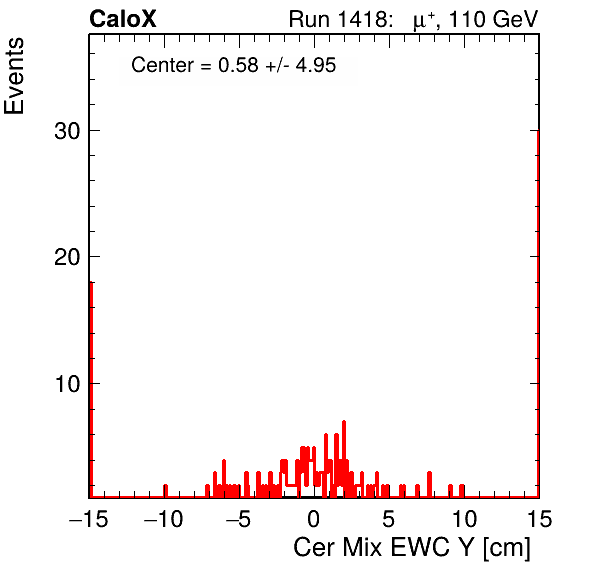 CaloX Run 1418: μ⁺, 110 GeV
Center = 0.58 +/- 4.95
Events
30
20
10
−15 −10 −5 0 5 10 15
Cer Mix EWC Y [cm]